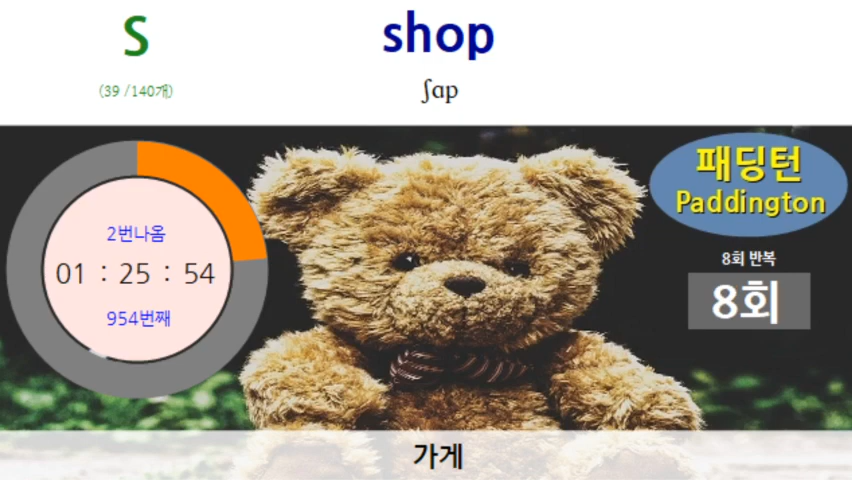 S
shop
(39 /140개)
ʃap
패딩턴
Paddington
2번나옴
01 : 25 : 54
954번째
8회 반복
8회
가게